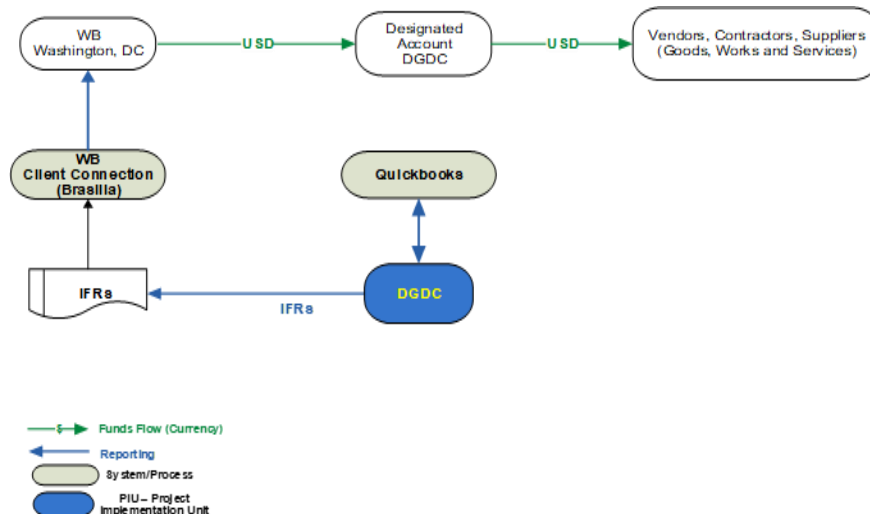 WB
Washington, DC
USD
Designated
Account
DGDC
USD
Vendors, Contractors, Suppliers
(Goods, Works and Services)
WB
Client Connection
(Brasilia)
Quickbooks
IFRs
IFRs
DGDC
$ Funds Flow (Currency)
Reporting
System/Process
PIU – Project
Implementation Unit